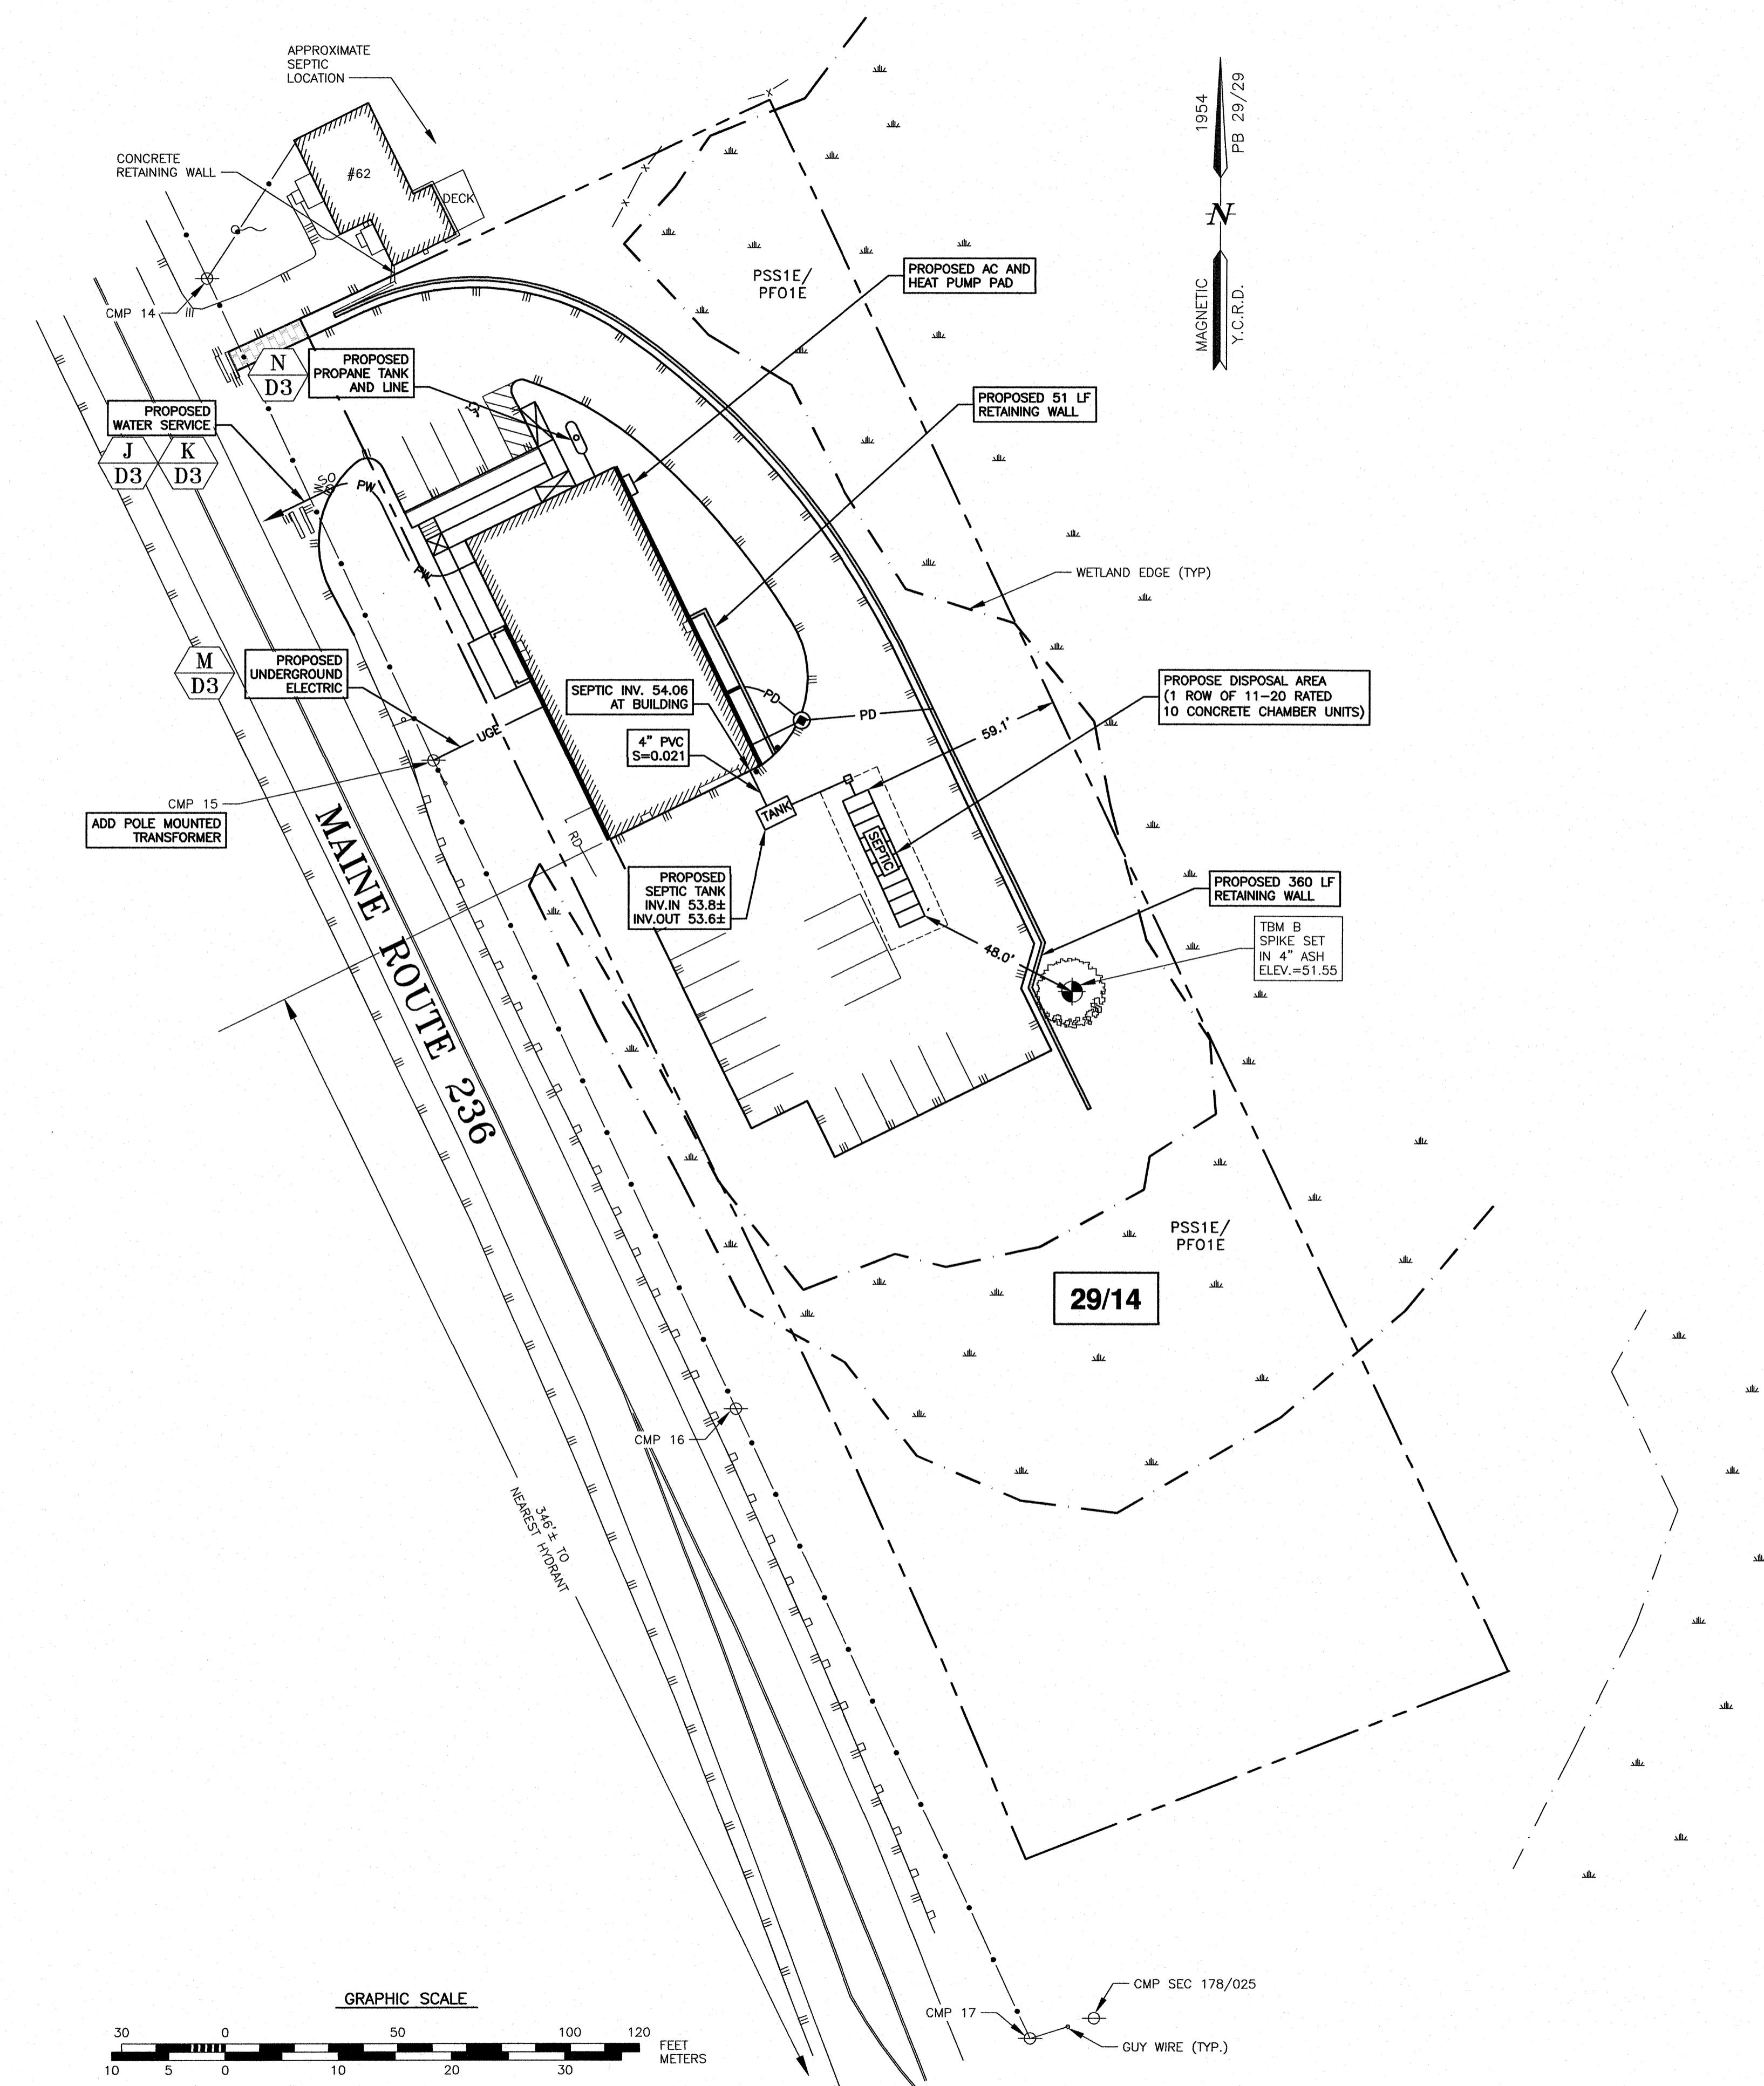 APPROXIMATE
SEPTIC
LOCATION
1954
PB 29/29
N
MAGNETIC
Y.C.R.D.
CONCRETE
RETAINING WALL
#62
DECK
CMP 14
PSS1E/
PFO1E
PROPOSED AC AND
HEAT PUMP PAD
N
D3
PROPOSED
PROPANE TANK
AND LINE
PROPOSED 51 LF
RETAINING WALL
PROPOSED
WATER SERVICE
J
D3
K
D3
WSO
PW
PW
WETLAND EDGE (TYP)
M
D3
PROPOSED
UNDERGROUND
ELECTRIC
SEPTIC INV. 54.06
AT BUILDING
PD
PD
PROPOSE DISPOSAL AREA
(1 ROW OF 11-20 RATED
10 CONCRETE CHAMBER UNITS)
59.1'
UGE
4" PVC
S=0.021
CMP 15
ADD POLE MOUNTED
TRANSFORMER
TANK
SEPTIC
RD
MAINE ROUTE 236
PROPOSED
SEPTIC TANK
INV.IN 53.8±
INV.OUT 53.6±
PROPOSED 360 LF
RETAINING WALL
48.0'
TBM B
SPIKE SET
IN 4" ASH
ELEV.=51.55
PSS1E/
PFO1E
29/14
CMP 16
346'± TO
NEAREST HYDRANT
CMP SEC 178/025
CMP 17
GUY WIRE (TYP.)
GRAPHIC SCALE
30 0 50 100 120
FEET
METERS
10 5 0 10 20 30